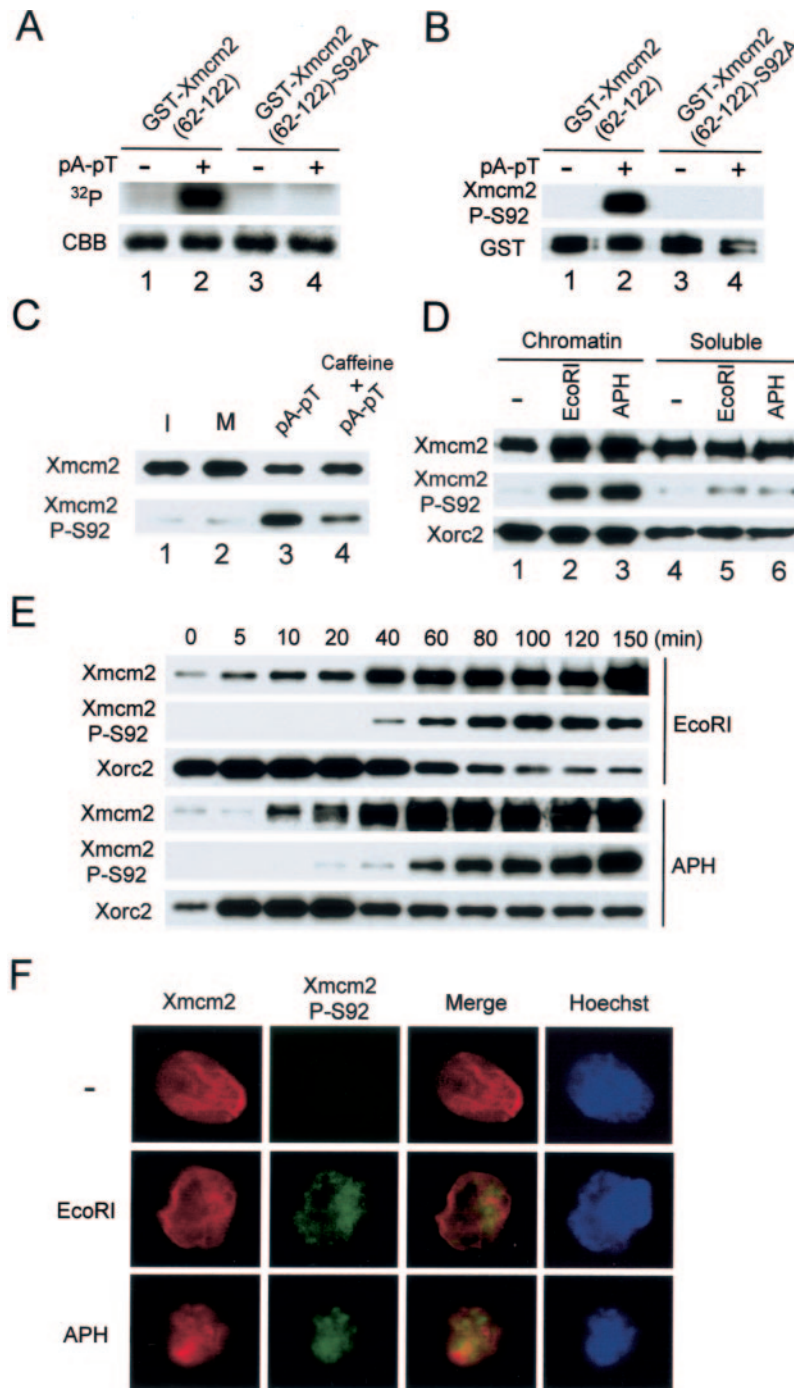 A
GST-Xmcm2
(62-122)
GST-Xmcm2
(62-122)-S92A
pA-pT - + - +
32P
CBB
1 2 3 4
B
GST-Xmcm2
(62-122)
GST-Xmcm2
(62-122)-S92A
pA-pT - + - +
Xmcm2
P-S92
GST
1 2 3 4
C
I M pA-pT Caffeine
+
pA-pT
Xmcm2
Xmcm2
P-S92
1 2 3 4
D
Chromatin Soluble
- EcoRI APH - EcoRI APH
Xmcm2
Xmcm2
P-S92
Xorc2
1 2 3 4 5 6
E
0 5 10 20 40 60 80 100 120 150 (min)
Xmcm2
Xmcm2
P-S92
Xorc2
EcoRI
Xmcm2
Xmcm2
P-S92
Xorc2
APH
F
Xmcm2 Xmcm2
P-S92 Merge Hoechst
-
EcoRI
APH